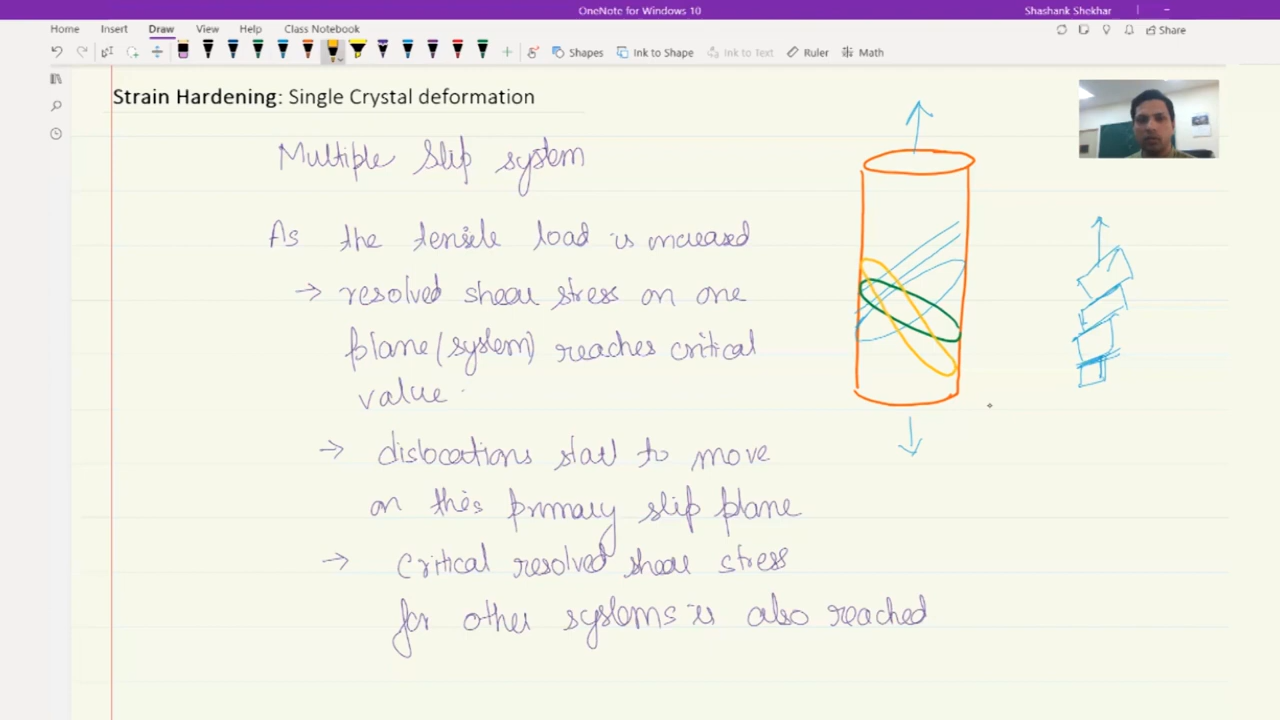 OneNote for Windows 10
Shashank Shekhar
Home Insert Draw View Help Class Notebook
Share
Shapes Ink to Shape Ink to Text Ruler Math
Strain Hardening: Single Crystal deformation
Multiple Slip system
As the tensile load is increased
→ resolved shear stress on one
plane (system) reaches critical
value.
→ dislocations start to move
on this primary slip plane
→ Critical resolved shear stress
for other systems is also reached